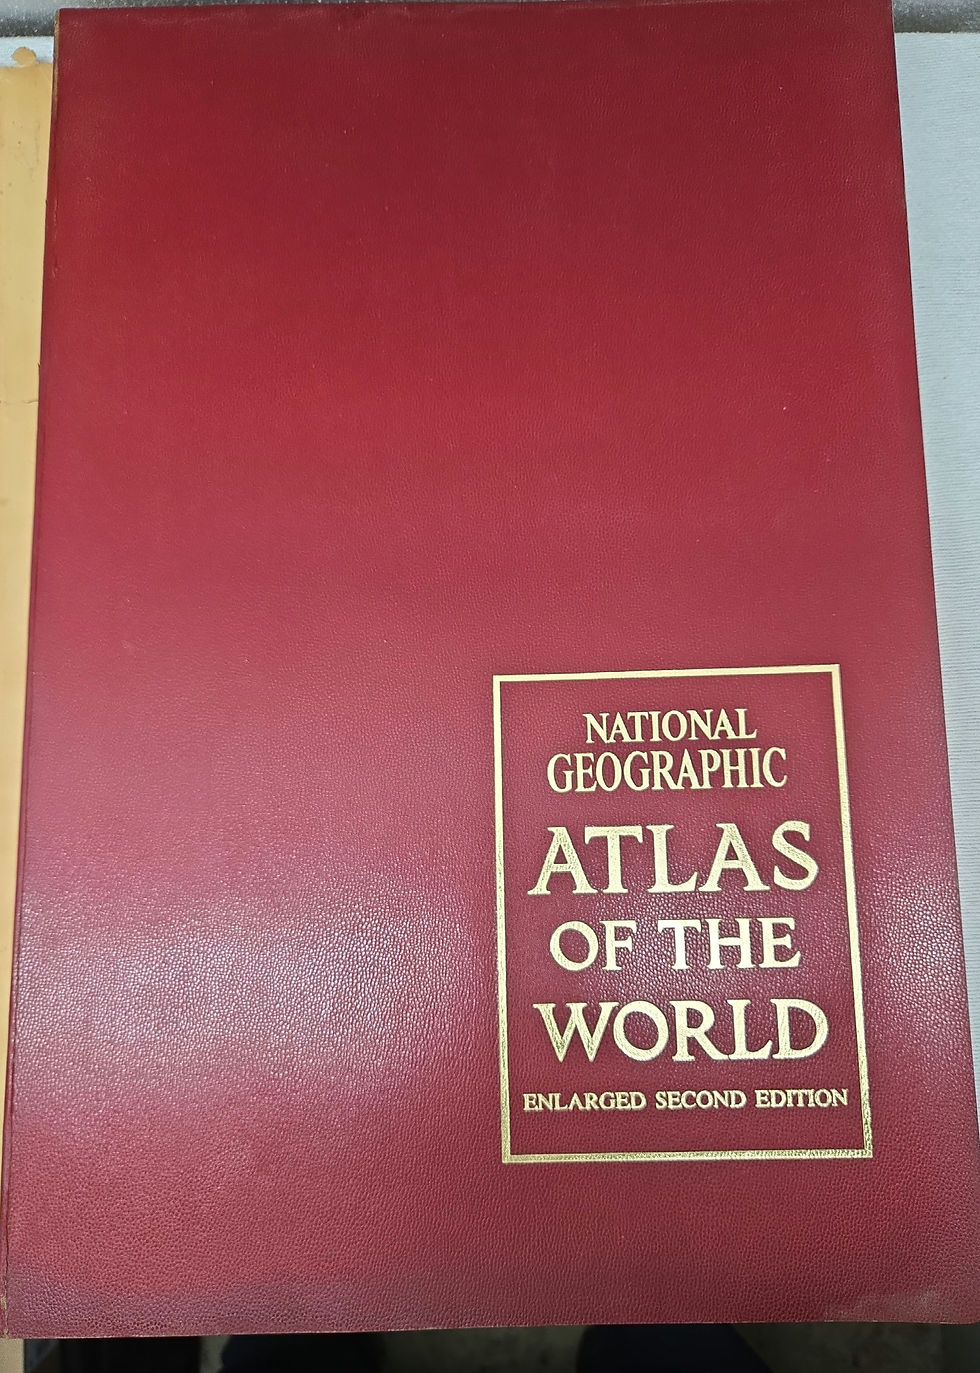 NATIONAL
GEOGRAPHIC
ATLAS
OF THE
WORLD
ENLARGED SECOND EDITION